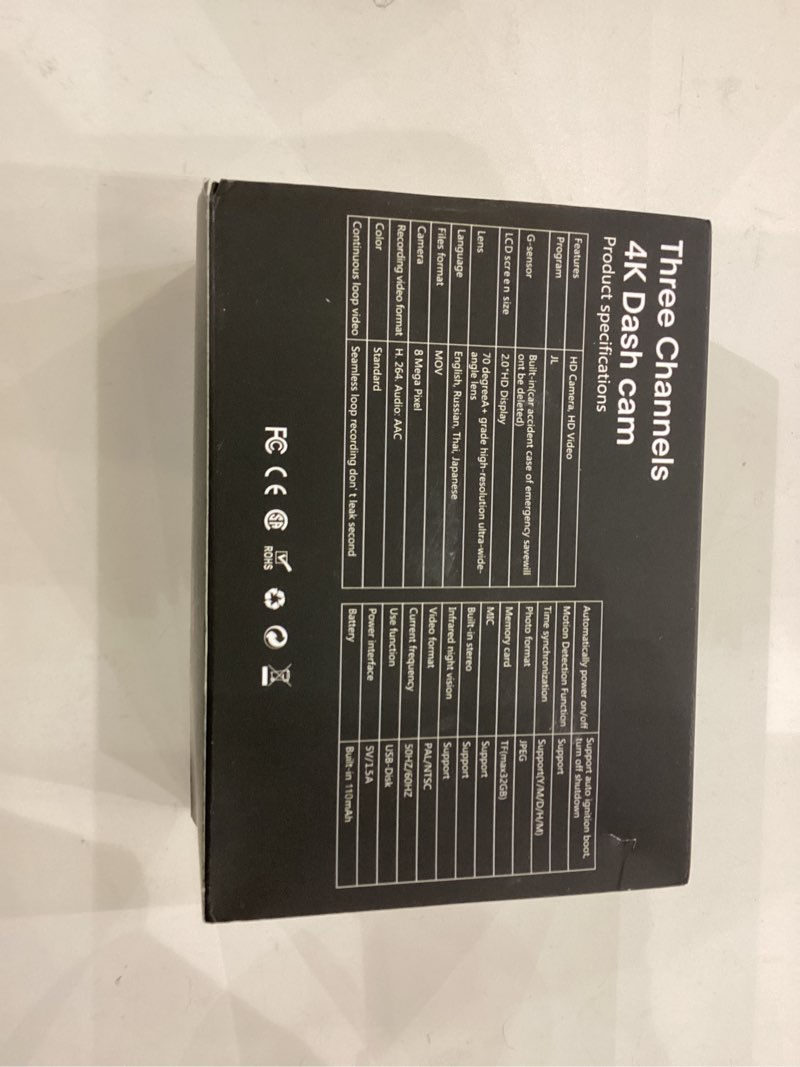 Three Channels
4K Dash cam
Product specifications
Features HD Camera, HD Video
Program JL
G-sensor Built-in(car accident case of emergency savewill
ont be deleted)
LCD scre e n size 2.0"HD Display
Lens 70 degreeA+ grade high-resolution ultra-wide-
angle lens
Language English, Russian, Thai, Japanese
Files format MOV
Camera 8 Mega Pixel
Recording video format H. 264. Audio: AAC
Color Standard
Continuous loop video Seamless loop recording don' t leak second
Automatically power on/off Support auto ignition boot,
turn off shutdown
Motion Detection Function Support
Time synchronization Support(Y/M/D/H/M)
Photo format JPEG
Memory card TF(max32GB)
MIC Support
Built-in stereo Support
Infrared night vision Support
Video format PAL/NTSC
Current frequency 50HZ/60HZ
Use function USB-Disk
Power interface 5V/1.5A
Battery Built-in 110mAh
FC CE SA ROHS